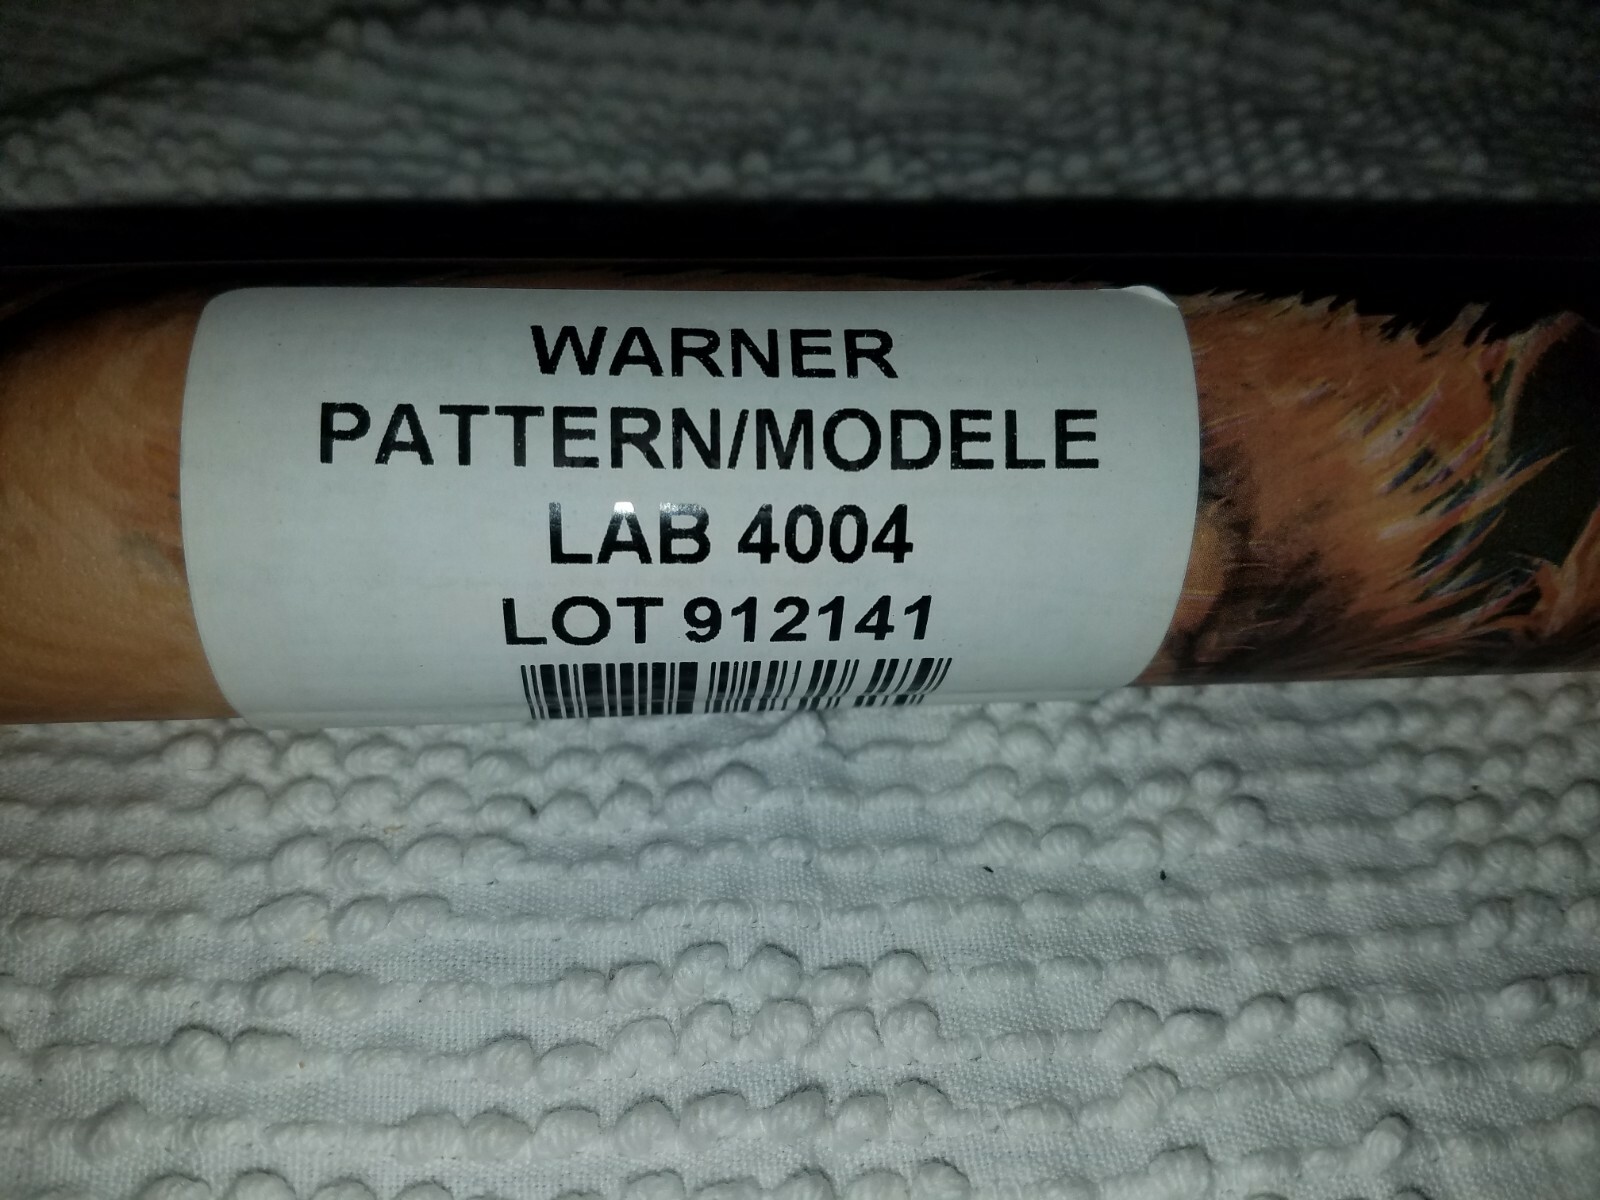 WARNER
PATTERN/MODELE
LAB 4004
LOT 912141